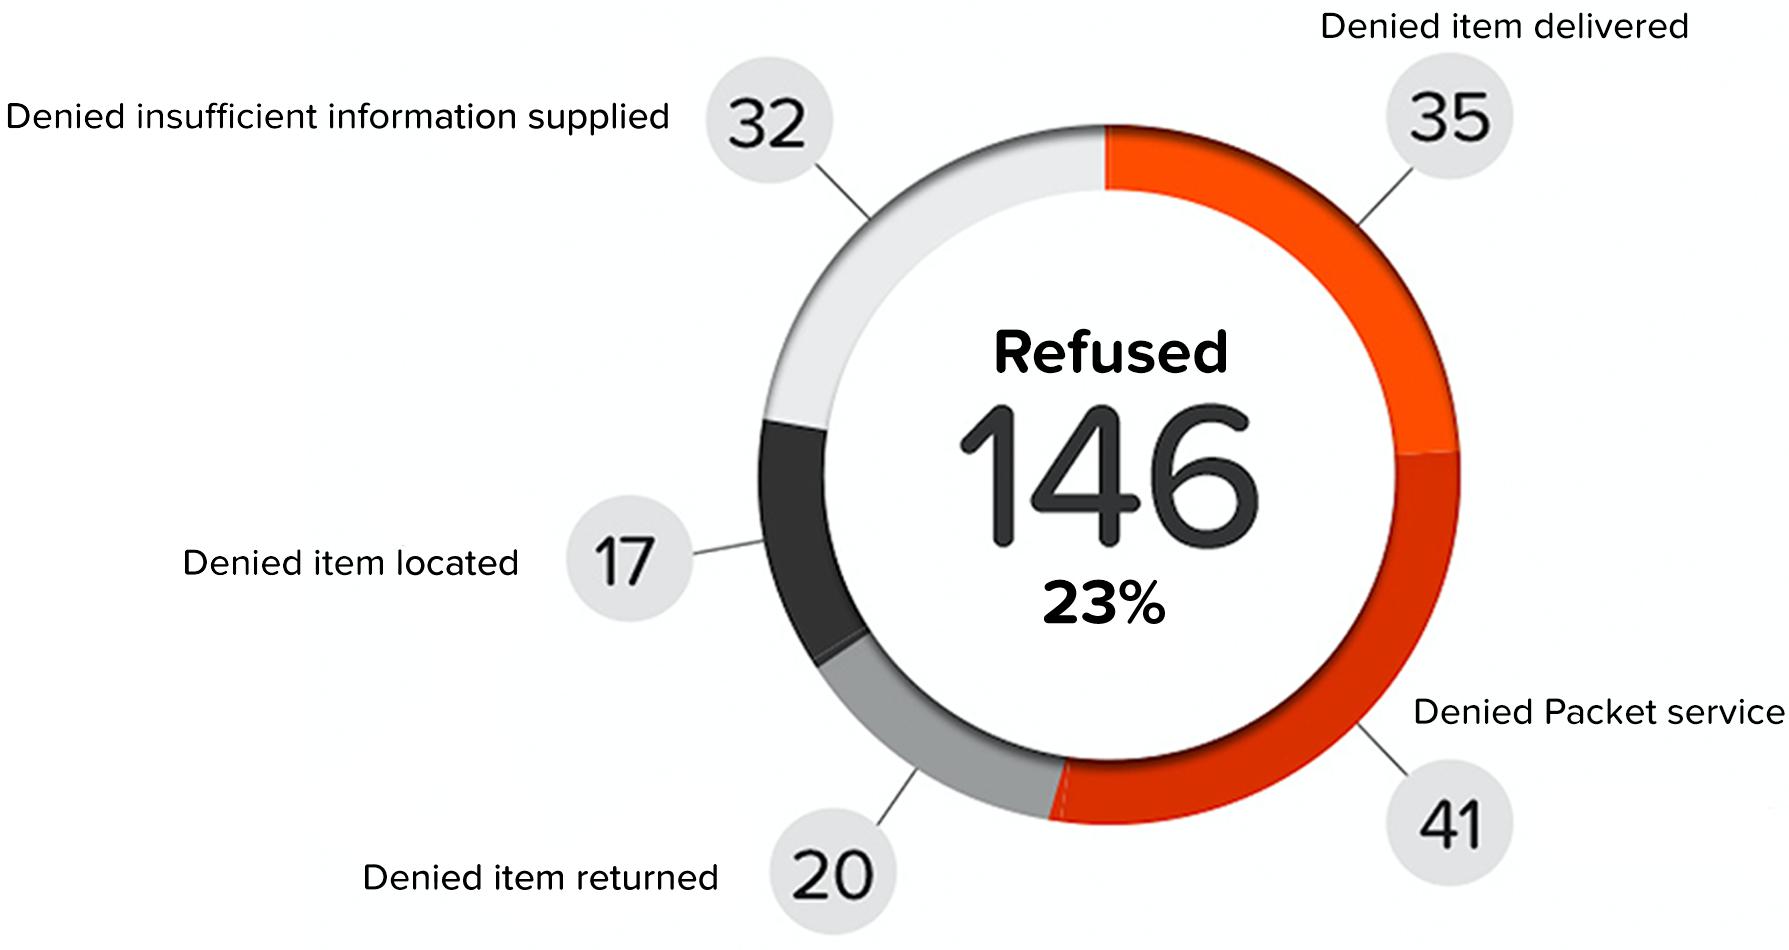 Denied item delivered
35
Denied insufficient information supplied
32
Refused
146
23%
Denied item located
17
Denied Packet service
41
Denied item returned
20